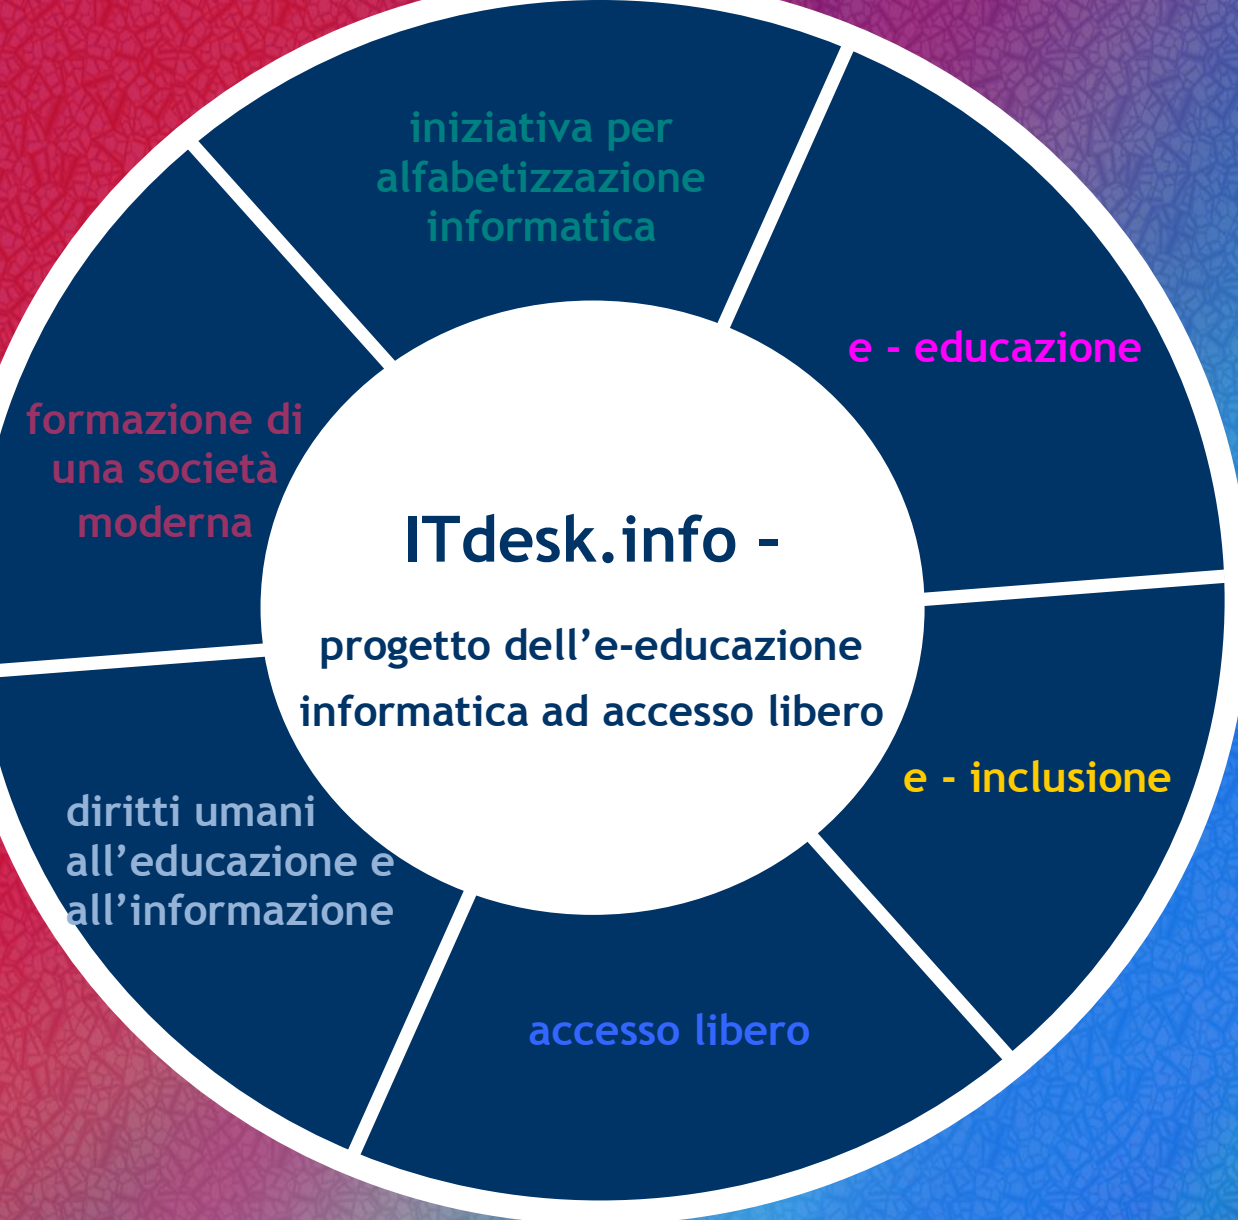 iniziativa per
alfabetizzazione
informatica
e - educazione
formazione di
una società
moderna
ITdesk.info –
progetto dell’e-educazione
informatica ad accesso libero
e - inclusione
diritti umani
all’educazione e
all’informazione
accesso libero